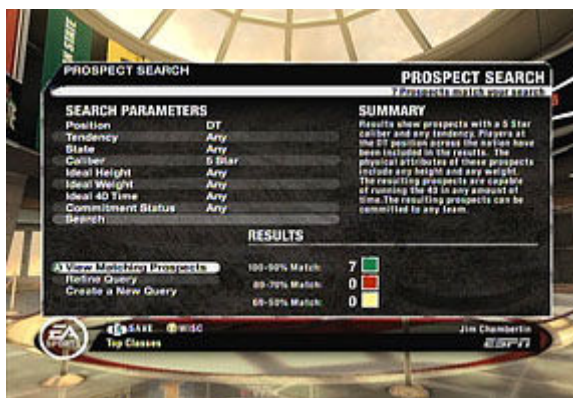 N STATE
PROSPECT SEARCH
PROSPECT SEARCH
7 Prospects match your search
SEARCH PARAMETERS
Position DT
Tendency Any
State Any
Caliber 5 Star
Ideal Height Any
Ideal Weight Any
Ideal 40 Time Any
Commitment Status Any
Search
SUMMARY
Results show prospects with a 5 Star
caliber and any tendency. Players at
the DT position across the nation have
been included in the results. The
physical attributes of these prospects
include any height and any weight.
The resulting prospects are capable
of running the 40 in any amount of
time. The resulting prospects can be
committed to any team.
RESULTS
View Matching Prospects
Refine Query
Create a New Query
100-90% Match: 7
89-70% Match: 0
69-50% Match: 0
EA
SPORTS
SAVE MISC
Top Classes
Jim Chamberlin
ESPN